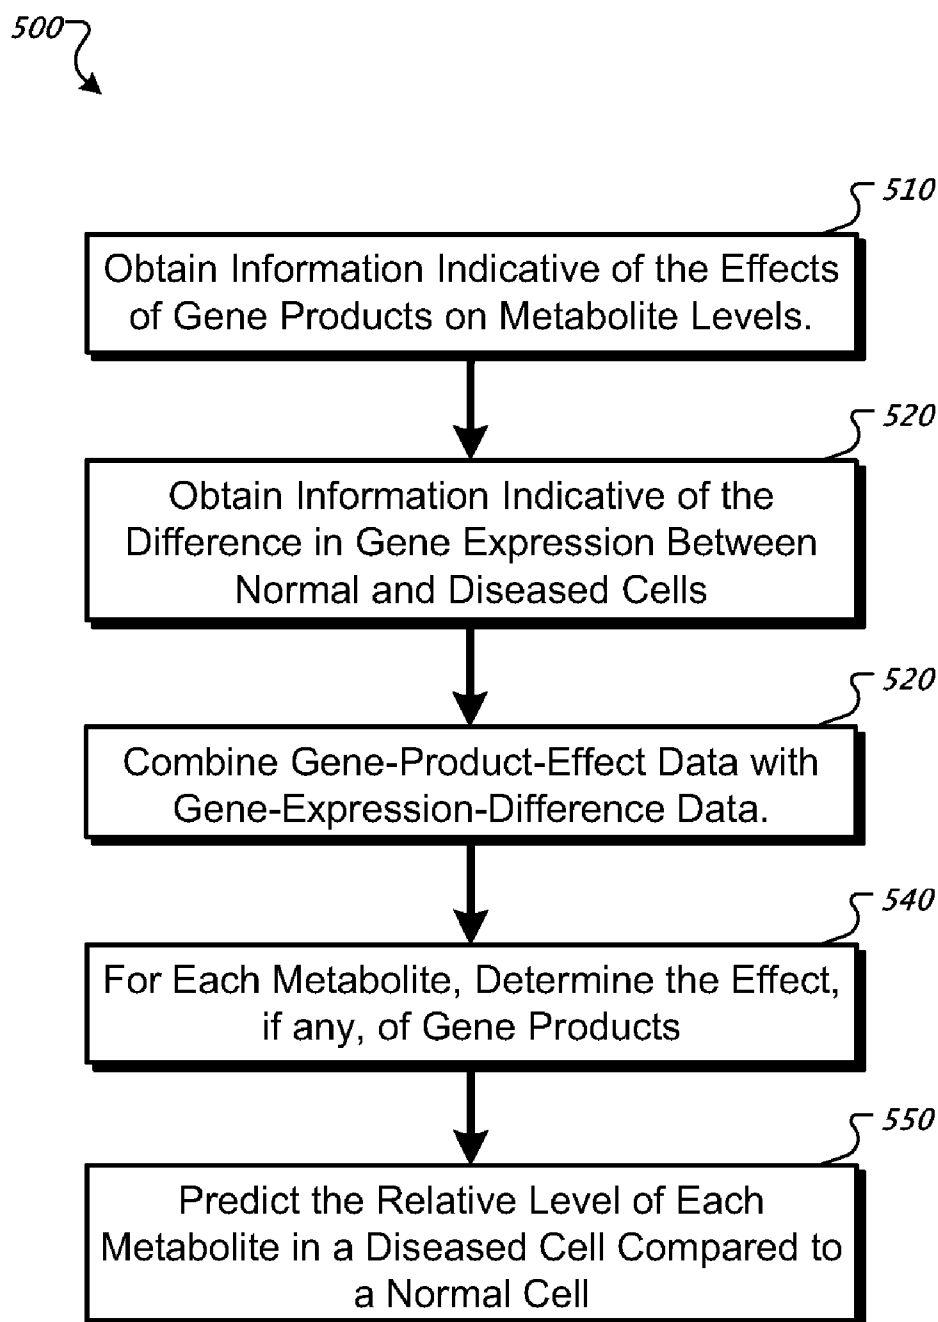 500
510
Obtain Information Indicative of the Effects
of Gene Products on Metabolite Levels.
520
Obtain Information Indicative of the
Difference in Gene Expression Between
Normal and Diseased Cells
520
Combine Gene-Product-Effect Data with
Gene-Expression-Difference Data.
540
For Each Metabolite, Determine the Effect,
if any, of Gene Products
550
Predict the Relative Level of Each
Metabolite in a Diseased Cell Compared to
a Normal Cell